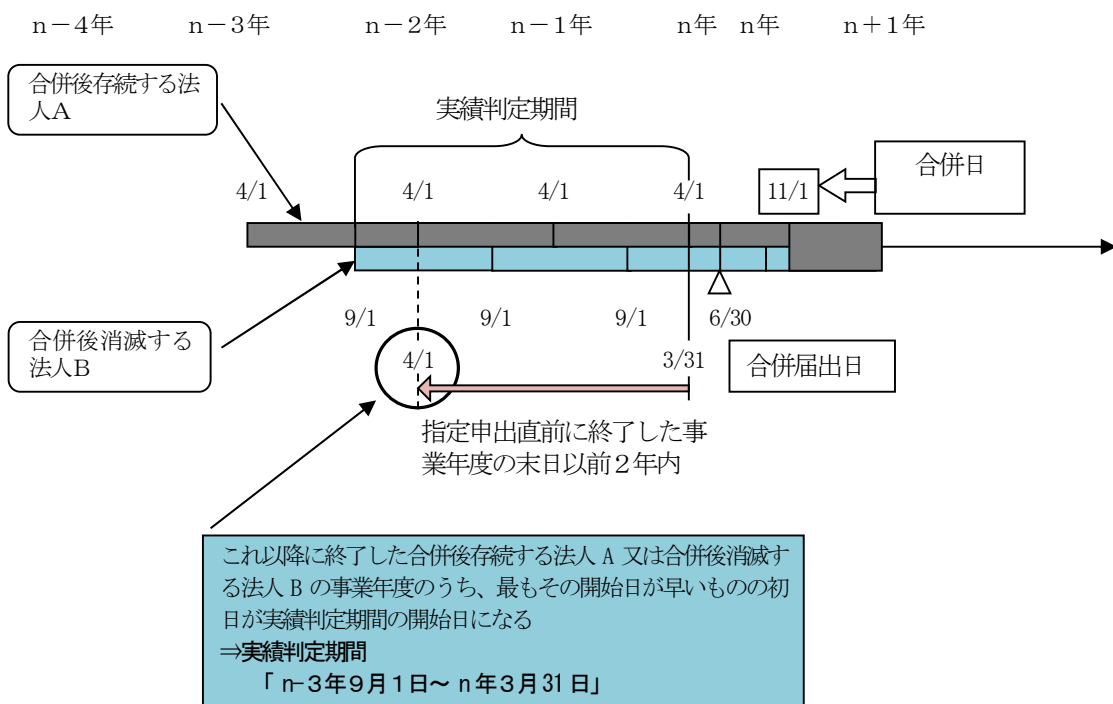 n－4年 n－3年 n－2年 n－1年 n年 n年 n＋1年
合併後存続する法
人A
実績判定期間
合併日
4/1 4/1 4/1 4/1 11/1
9/1 9/1 9/1 6/30
合併後消滅する
法人B
4/1 3/31
合併届出日
指定申出直前に終了した事
業年度の末日以前２年内
これ以降に終了した合併後存続する法人 A 又は合併後消滅す
る法人 B の事業年度のうち、最もその開始日が早いものの初
日が実績判定期間の開始日になる
⇒実績判定期間
「 n-３年９月１日～ n 年３月 31 日」